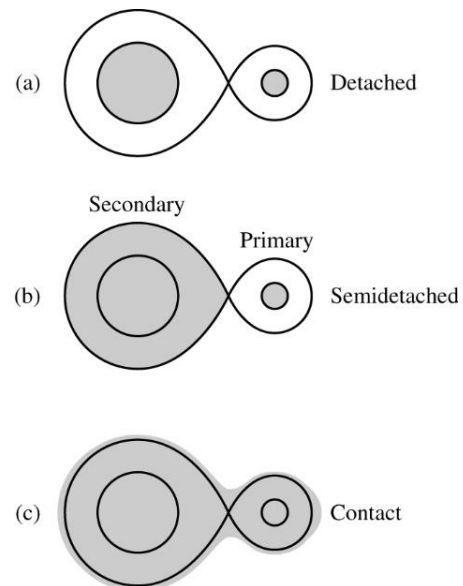 (a) Detached
Secondary
Primary
(b) Semidetached
(c) Contact